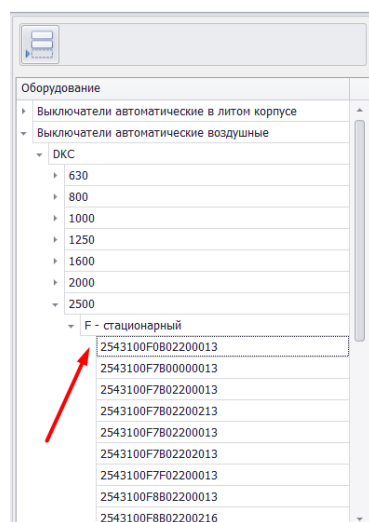 Оборудование
Выключатели автоматические в литом корпусе
Выключатели автоматические воздушные
DKC
630
800
1000
1250
1600
2000
2500
F - стационарный
2543100F0B02200013
2543100F7B00000013
2543100F7B02200013
2543100F7B02200213
2543100F7B02200013
2543100F7B02202013
2543100F7F02200013
2543100F8B02200013
2543100F8B02200216